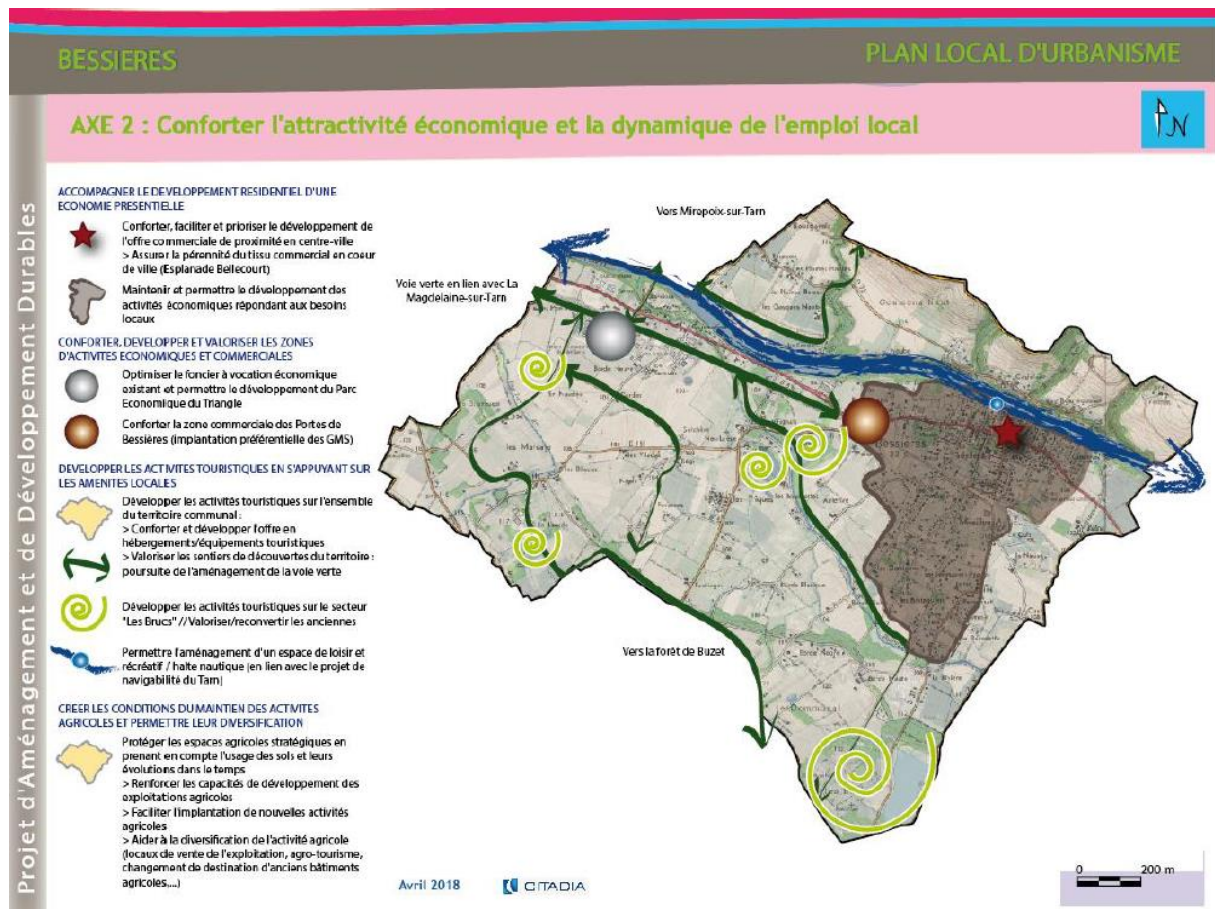 BESSIERES
PLAN LOCAL D'URBANISME
AXE 2 : Conforter l'attractivité économique et la dynamique de l'emploi local
N
Projet d'Aménagement et de Développement Durables
ACCOMPAGNER LE DEVELOPPEMENT RESIDENTIEL D'UNE
ECONOMIE PRESENTIELLE
Conforter, faciliter et prioriser le développement de
l'offre commerciale de proximité en centre-ville
> Assurer la pérennité du tissu commercial en coeur
de ville (Esplanade Bellecourt)
Maintenir et permettre le développement des
activités économiques répondant aux besoins
locaux
CONFORTER, DEVELOPPER ET VALORISER LES ZONES
D'ACTIVITES ECONOMIQUES ET COMMERCIALES
Optimiser le foncier à vocation économique
existant et permettre le développement du Parc
Economique du Triangle
Conforter la zone commerciale des Portes de
Bessières (implantation préférentielle des GMS)
DEVELOPPER LES ACTIVITES TOURISTIQUES EN S'APPUYANT SUR
LES AMENITES LOCALES
Développer les activités touristiques sur l'ensemble
du territoire communal :
> Conforter et développer l'offre en
hébergements/équipements touristiques
> Valoriser les sentiers de découvertes du territoire :
poursuite de l'aménagement de la voie verte
Développer les activités touristiques sur le secteur
"Les Brucs" // Valoriser/reconvertir les anciennes
Permettre l'aménagement d'un espace de loisir et
récréatif / halte nautique (en lien avec le projet de
navigabilité du Tarn)
CREER LES CONDITIONS DU MAINTIEN DES ACTIVITES
AGRICOLES ET PERMETTRE LEUR DIVERSIFICATION
Protéger les espaces agricoles stratégiques en
prenant en compte l'usage des sols et leurs
évolutions dans le temps
> Renforcer les capacités de développement des
exploitations agricoles
> Faciliter l'implantation de nouvelles activités
agricoles
> Aider à la diversification de l'activité agricole
(locaux de vente de l'exploitation, agro-tourisme,
changement de destination d'anciens bâtiments
agricoles,...)
Vers Mirepoix-sur-Tarn
Voie verte en lien avec La
Magdelaine-sur-Tarn
Vers la forêt de Buzet
Avril 2018
CITADIA
0 200 m